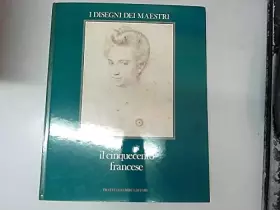 I DISEGNI DEI MAESTRI
il cinquecento
francese
FRATELLI FABBRI EDITORI